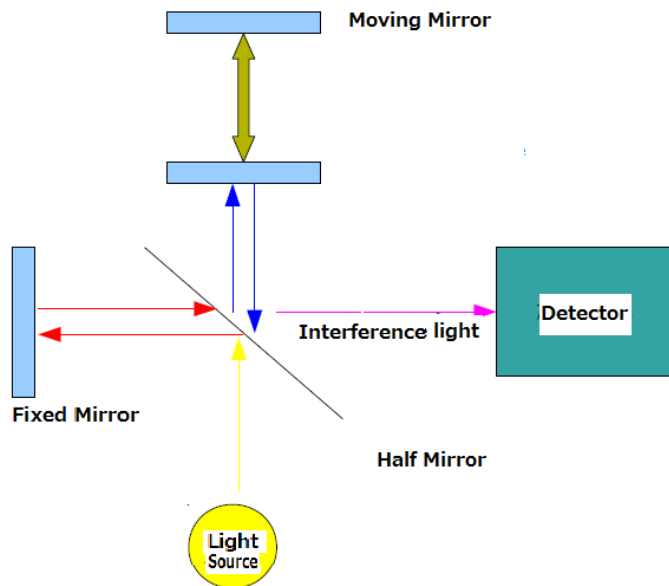 Moving Mirror
Detector
Interference light
Fixed Mirror
Half Mirror
Light
Source